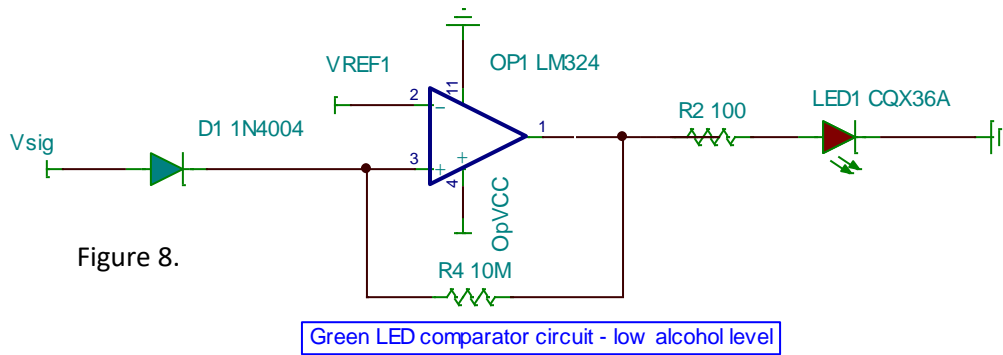 VREF1
OP1 LM324
11
2
R2 100
LED1 CQX36A
D1 1N4004
1
Vsig
3
4
OpVCC
Figure 8.
R4 10M
Green LED comparator circuit - low alcohol level